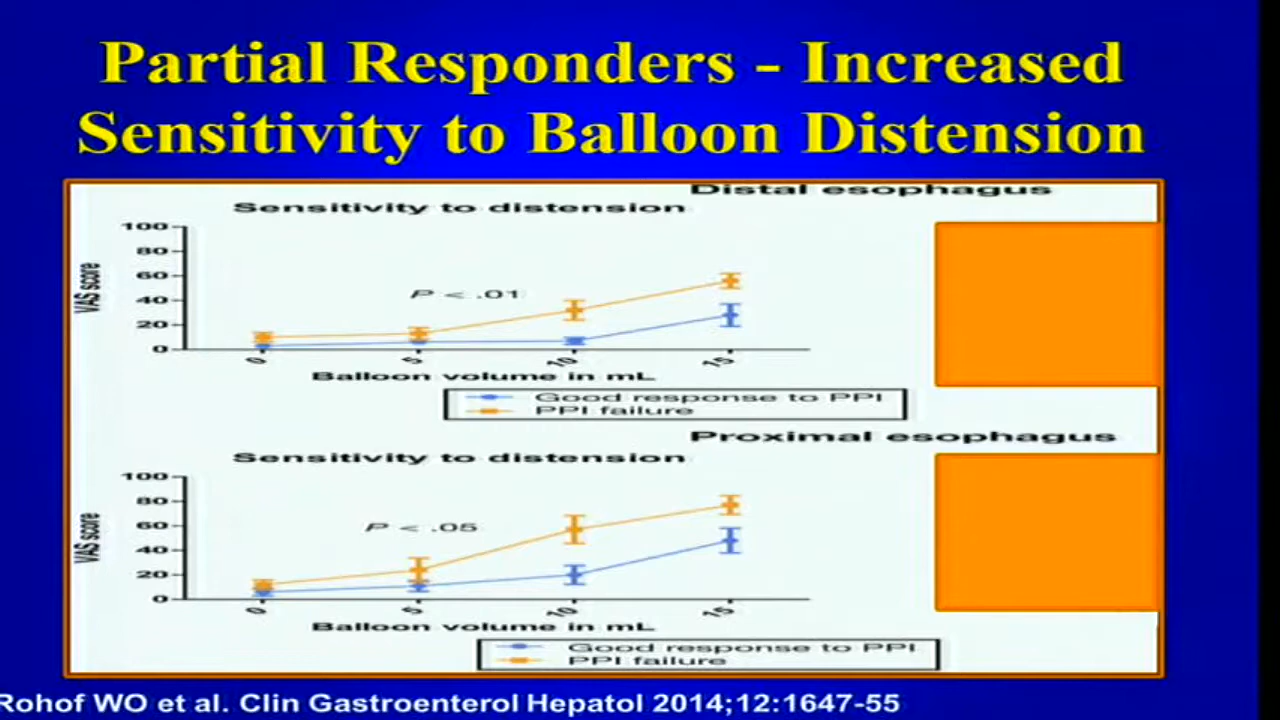 Partial Responders - Increased
Sensitivity to Balloon Distension
Distal esophagus
Sensitivity to distension
100
80
60
40
20
0
VAS score
P < .01
0 5 10 15
Balloon volume in mL
Good response to PPI
PPI failure
Proximal esophagus
Sensitivity to distension
100
80
60
40
20
0
VAS score
P < .05
0 5 10 15
Balloon volume in mL
Good response to PPI
PPI failure
Rohof WO et al. Clin Gastroenterol Hepatol 2014;12:1647-55